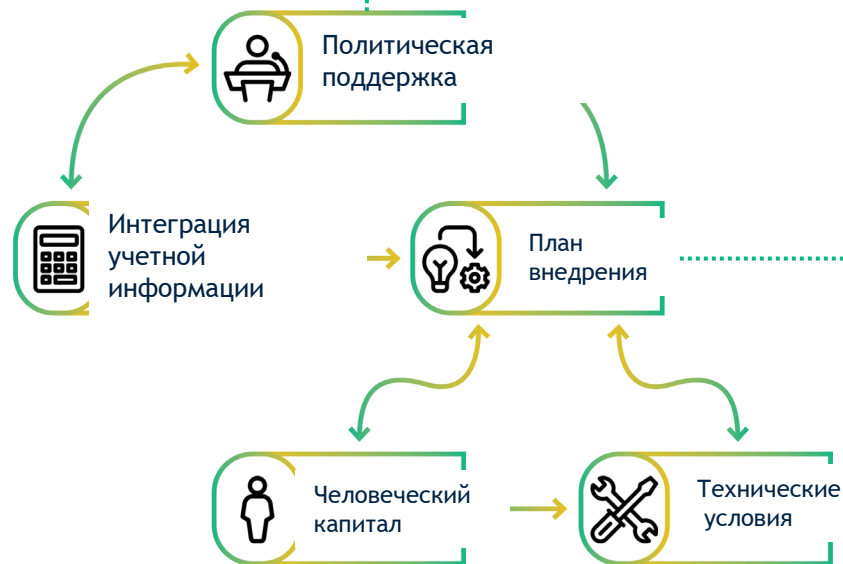 Политическая
поддержка
Интеграция
учетной
информации
План
внедрения
Человеческий
капитал
Технические
условия